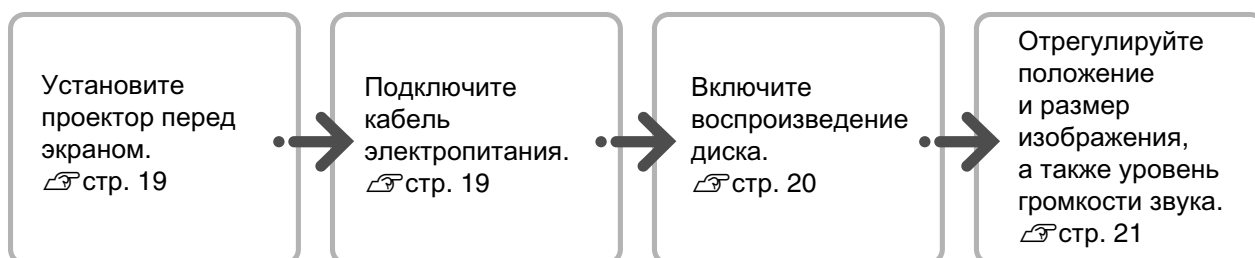 Установите
проектор перед
экраном.
☞стр. 19
Подключите
кабель
электропитания.
☞стр. 19
Включите
воспроизведение
диска.
☞стр. 20
Отрегулируйте
положение
и размер
изображения,
а также уровень
громкости звука.
☞стр. 21